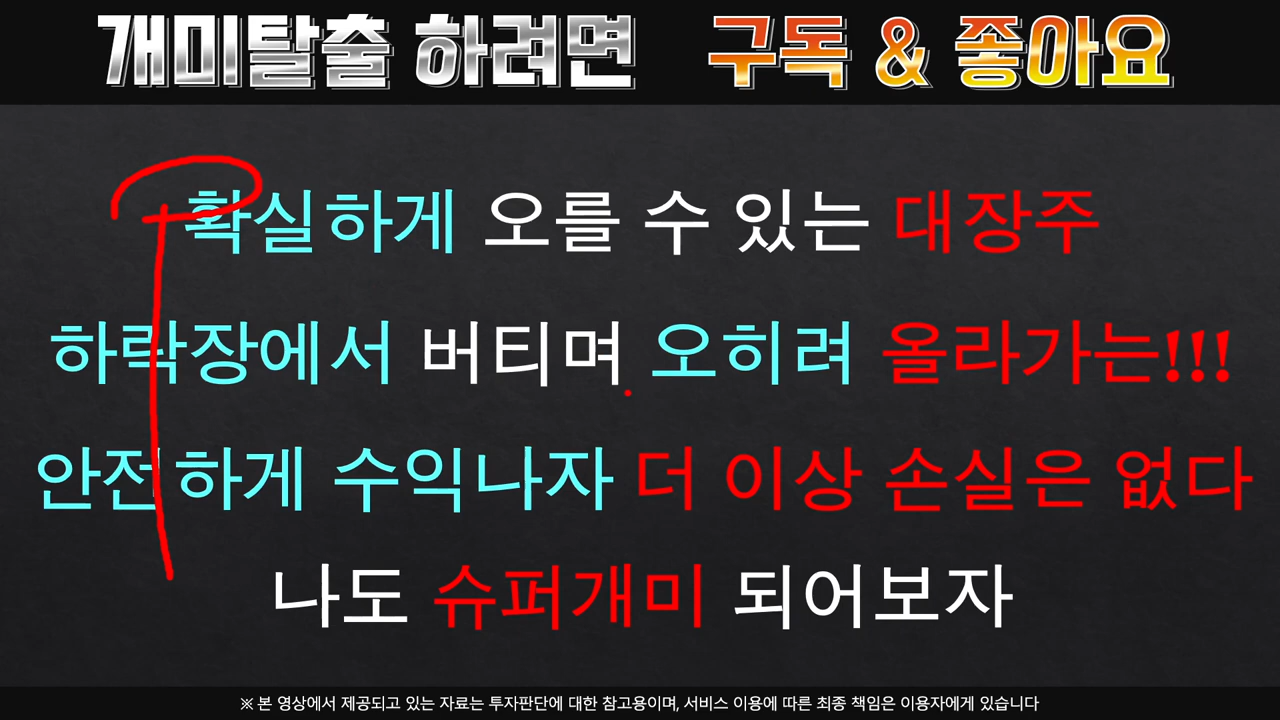 개미탈출 하려면 구독 & 좋아요
확실하게 오를 수 있는 대장주
하락장에서 버티며 오히려 올라가는!!!
안전하게 수익나자 더 이상 손실은 없다
나도 슈퍼개미 되어보자
※ 본 영상에서 제공되고 있는 자료는 투자판단에 대한 참고용이며, 서비스 이용에 따른 최종 책임은 이용자에게 있습니다